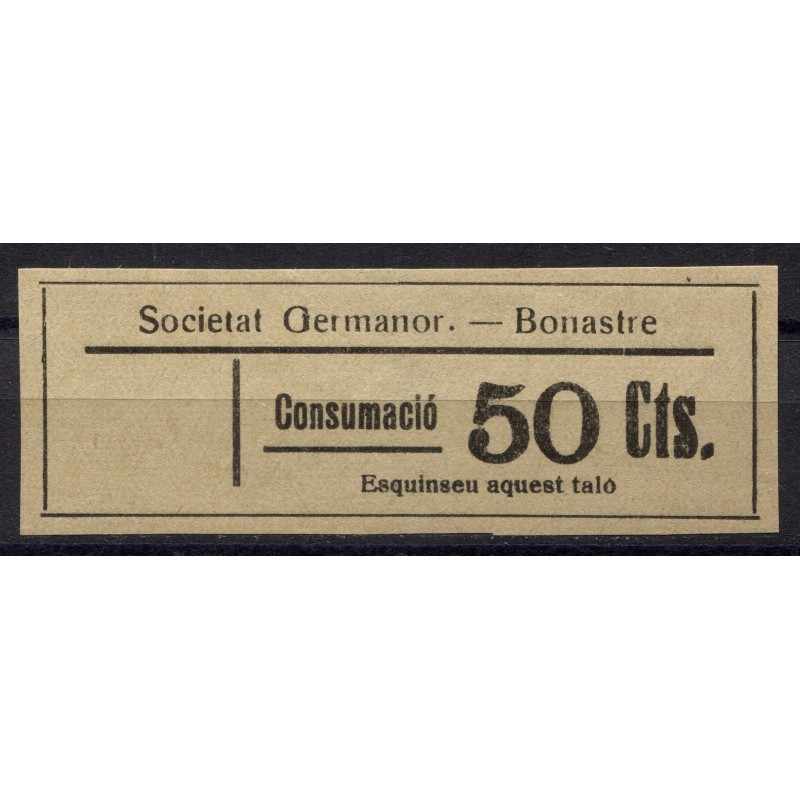 Societat Germanor. — Bonastre
Consumació 50 Cts.
Esquinseu aquest taló